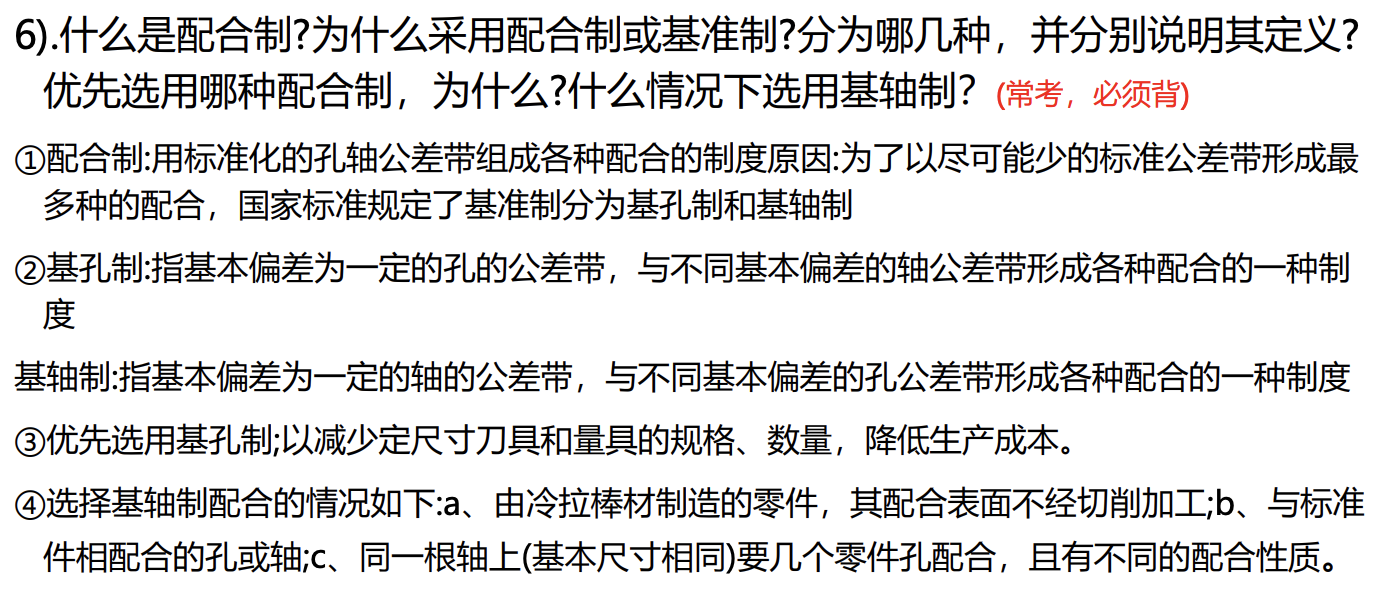 6).什么是配合制?为什么采用配合制或基准制?分为哪几种，并分别说明其定义?
优先选用哪种配合制，为什么?什么情况下选用基轴制？(常考，必须背)
①配合制:用标准化的孔轴公差带组成各种配合的制度原因:为了以尽可能少的标准公差带形成最
多种的配合，国家标准规定了基准制分为基孔制和基轴制
②基孔制:指基本偏差为一定的孔的公差带，与不同基本偏差的轴公差带形成各种配合的一种制
度
基轴制:指基本偏差为一定的轴的公差带，与不同基本偏差的孔公差带形成各种配合的一种制度
③优先选用基孔制;以减少定尺寸刀具和量具的规格、数量，降低生产成本。
④选择基轴制配合的情况如下:a、由冷拉棒材制造的零件，其配合表面不经切削加工;b、与标准
件相配合的孔或轴;c、同一根轴上(基本尺寸相同)要几个零件孔配合，且有不同的配合性质。